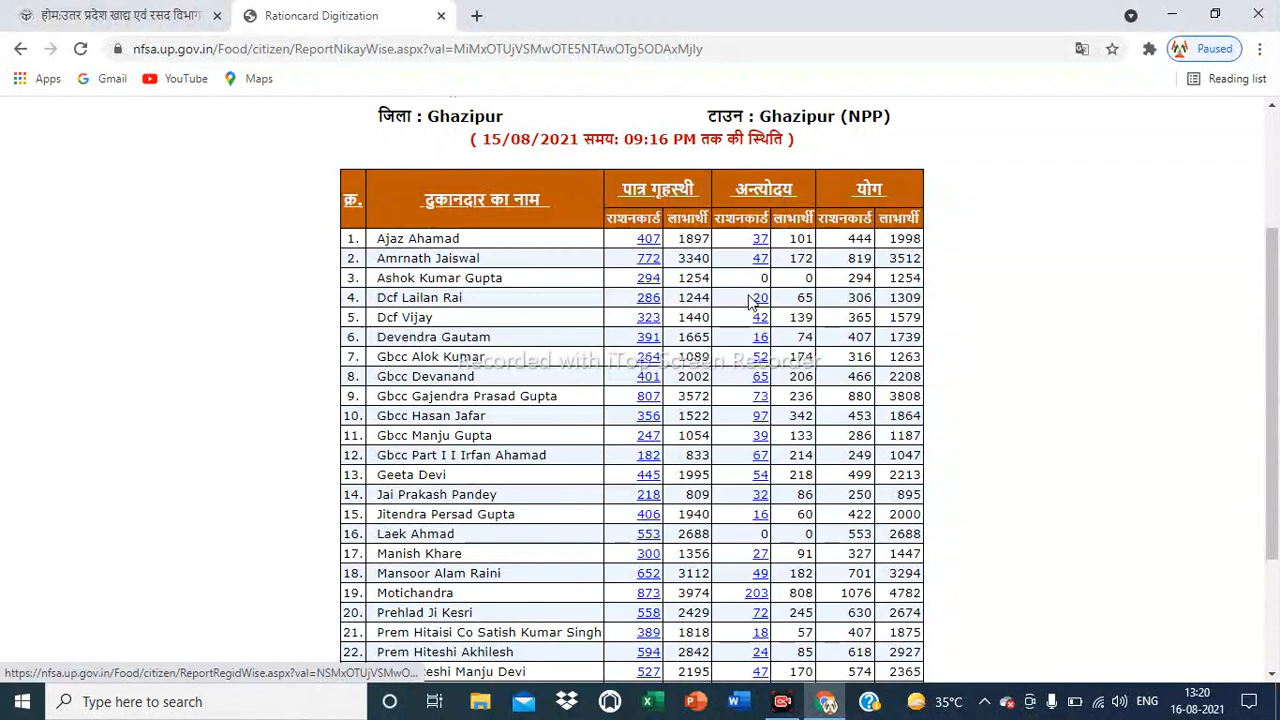 होम:उतर प्रदेश खाद्य एवं रसद विभाग
Rationcard Digitization
nfsa.up.gov.in/Food/citizen/ReportNikayWise.aspx?val=MiMxOTUjVSMwOTE5NTAwOTg5ODAxMjIy
Paused
Apps Gmail YouTube Maps Reading list
जिला : Ghazipur टाउन : Ghazipur (NPP)
( 15/08/2021 समय: 09:16 PM तक की स्थिति )
क्र. दुकानदार का नाम पात्र गृहस्थी अन्त्योदय योग
राशनकार्ड लाभार्थी राशनकार्ड लाभार्थी राशनकार्ड लाभार्थी
1. Ajaz Ahamad 407 1897 37 101 444 1998
2. Amrnath Jaiswal 772 3340 47 172 819 3512
3. Ashok Kumar Gupta 294 1254 0 0 294 1254
4. Dcf Lailan Rai 286 1244 20 65 306 1309
5. Dcf Vijay 323 1440 42 139 365 1579
6. Devendra Gautam 391 1665 16 74 407 1739
7. Gbcc Alok Kumar 264 1089 52 174 316 1263
Recorded with iTop Screen Recorder
8. Gbcc Devanand 401 2002 65 206 466 2208
9. Gbcc Gajendra Prasad Gupta 807 3572 73 236 880 3808
10. Gbcc Hasan Jafar 356 1522 97 342 453 1864
11. Gbcc Manju Gupta 247 1054 39 133 286 1187
12. Gbcc Part I I Irfan Ahamad 182 833 67 214 249 1047
13. Geeta Devi 445 1995 54 218 499 2213
14. Jai Prakash Pandey 218 809 32 86 250 895
15. Jitendra Persad Gupta 406 1940 16 60 422 2000
16. Laek Ahmad 553 2688 0 0 553 2688
17. Manish Khare 300 1356 27 91 327 1447
18. Mansoor Alam Raini 652 3112 49 182 701 3294
19. Motichandra 873 3974 203 808 1076 4782
20. Prehlad Ji Kesri 558 2429 72 245 630 2674
21. Prem Hitaisi Co Satish Kumar Singh 389 1818 18 57 407 1875
22. Prem Hiteshi Akhilesh 594 2842 24 85 618 2927
teshi Manju Devi 527 2195 47 170 574 2365
https://nfsa.up.gov.in/Food/citizen/ReportRegidWise.aspx?val=NSMxOTUjVSMwO...
Type here to search
35°C ENG 13:20
16-08-2021